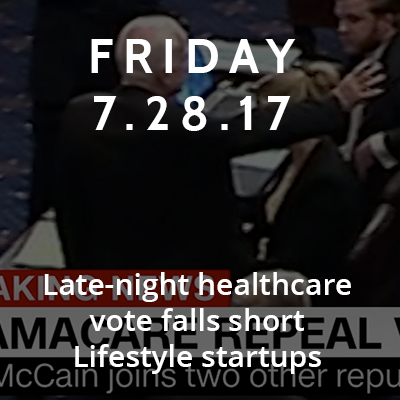 FRIDAY
7.28.17
AKING NEWS
Late-night healthcare
vote falls short
AMACARE REPEAL V
Lifestyle startups
McCain joins two other repu